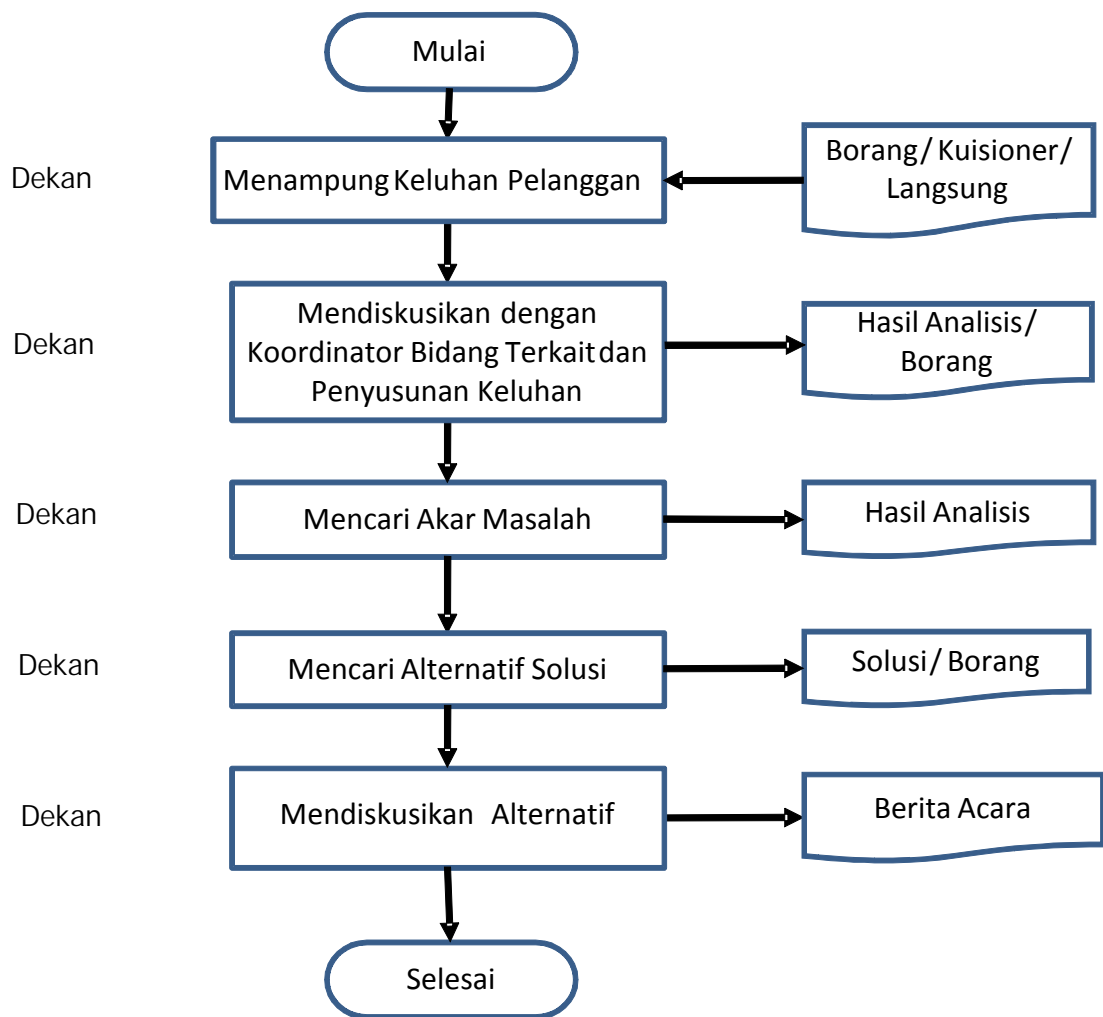 Mulai
Dekan
Menampung Keluhan Pelanggan
Borang/ Kuisioner/
Langsung
Dekan
Mendiskusikan dengan
Koordinator Bidang Terkait dan
Penyusunan Keluhan
Hasil Analisis/
Borang
Dekan
Mencari Akar Masalah
Hasil Analisis
Dekan
Mencari Alternatif Solusi
Solusi/ Borang
Dekan
Mendiskusikan Alternatif
Berita Acara
Selesai